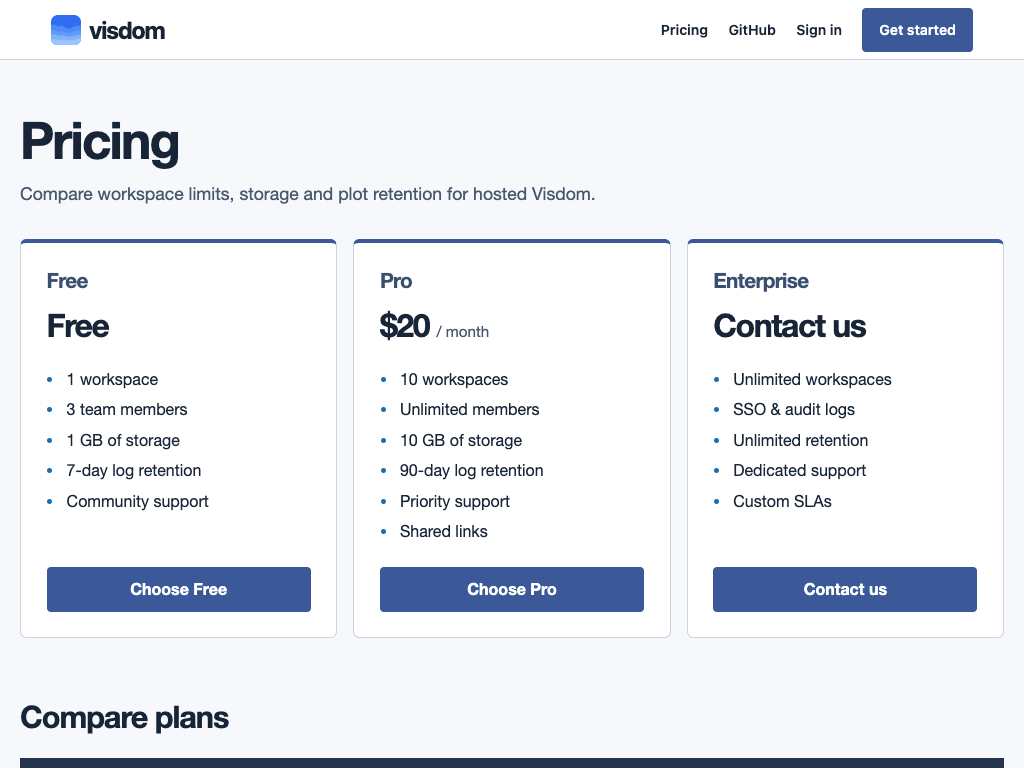 visdom
Pricing
GitHub
Sign in
Get started
Pricing
Compare workspace limits, storage and plot retention for hosted Visdom.
Free
Free
1 workspace
3 team members
1 GB of storage
7-day log retention
Community support
Choose Free
Pro
$20 / month
10 workspaces
Unlimited members
10 GB of storage
90-day log retention
Priority support
Shared links
Choose Pro
Enterprise
Contact us
Unlimited workspaces
SSO & audit logs
Unlimited retention
Dedicated support
Custom SLAs
Contact us
Compare plans